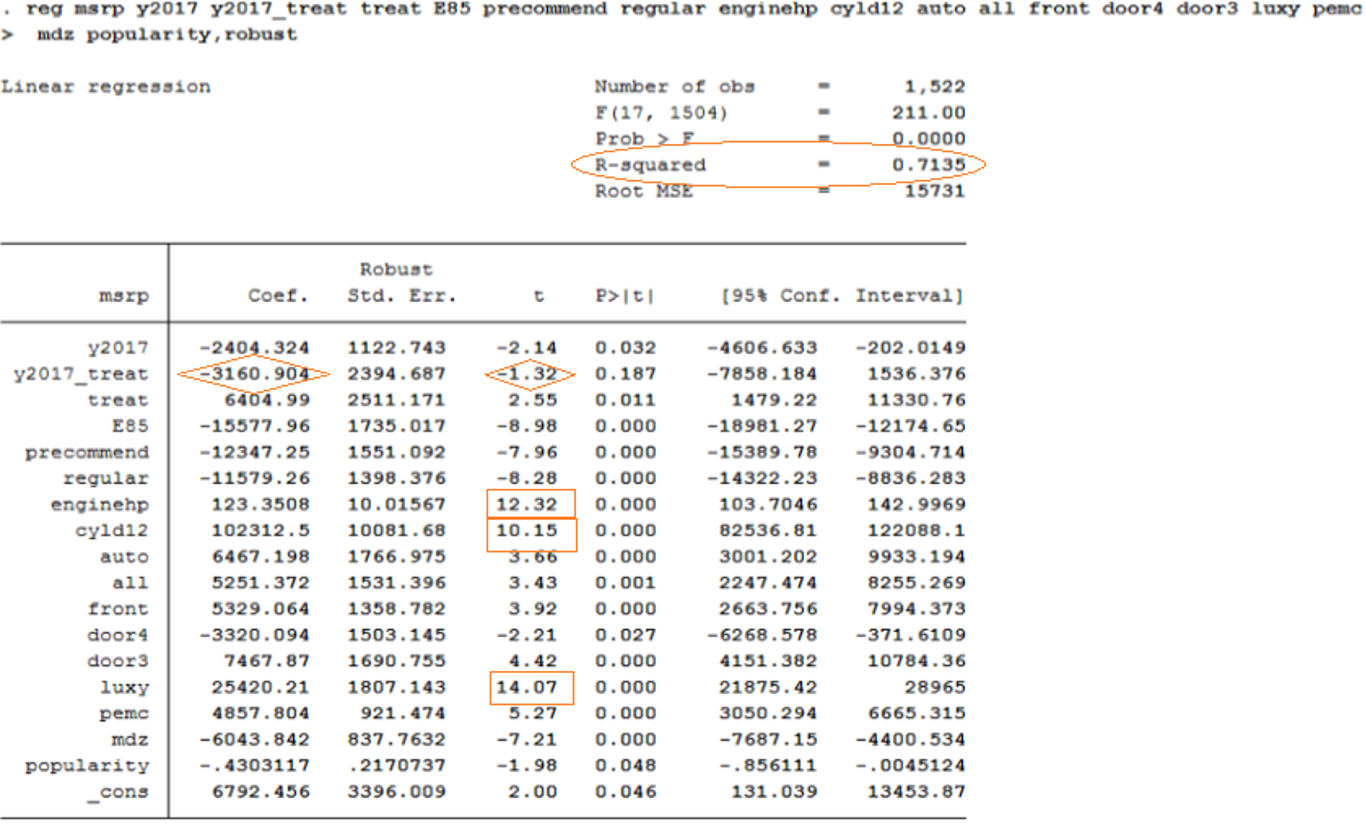 . reg msrp y2017 y2017_treat treat E85 precommend regular enginehp cyld12 auto all front door4 door3 luxy pemc
> mdz popularity,robust
Linear regression Number of obs = 1,522
F(17, 1504) = 211.00
Prob > F = 0.0000
R-squared = 0.7135
Root MSE = 15731
Robust
msrp Coef. Std. Err. t P>|t| [95% Conf. Interval]
y2017 -2404.324 1122.743 -2.14 0.032 -4606.633 -202.0149
y2017_treat -3160.904 2394.687 -1.32 0.187 -7858.184 1536.376
treat 6404.99 2511.171 2.55 0.011 1479.22 11330.76
E85 -15577.96 1735.017 -8.98 0.000 -18981.27 -12174.65
precommend -12347.25 1551.092 -7.96 0.000 -15389.78 -9304.714
regular -11579.26 1398.376 -8.28 0.000 -14322.23 -8836.283
enginehp 123.3508 10.01567 12.32 0.000 103.7046 142.9969
cyld12 102312.5 10081.68 10.15 0.000 82536.81 122088.1
auto 6467.198 1766.975 3.66 0.000 3001.202 9933.194
all 5251.372 1531.396 3.43 0.001 2247.474 8255.269
front 5329.064 1358.782 3.92 0.000 2663.756 7994.373
door4 -3320.094 1503.145 -2.21 0.027 -6268.578 -371.6109
door3 7467.87 1690.755 4.42 0.000 4151.382 10784.36
luxy 25420.21 1807.143 14.07 0.000 21875.42 28965
pemc 4857.804 921.474 5.27 0.000 3050.294 6665.315
mdz -6043.842 837.7632 -7.21 0.000 -7687.15 -4400.534
popularity -.4303117 .2170737 -1.98 0.048 -.856111 -.0045124
_cons 6792.456 3396.009 2.00 0.046 131.039 13453.87